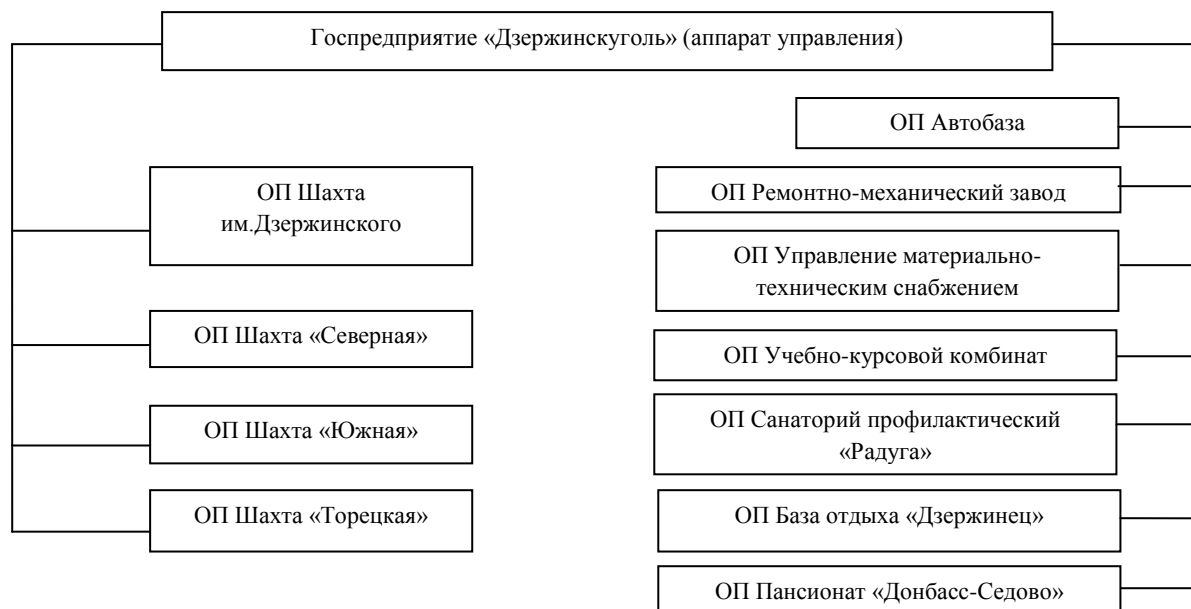 Госпредприятие «Дзержинскуголь» (аппарат управления)
ОП Автобаза
ОП Шахта
им.Дзержинского
ОП Шахта «Северная»
ОП Шахта «Южная»
ОП Шахта «Торецкая»
ОП Ремонтно-механический завод
ОП Управление материально-
техническим снабжением
ОП Учебно-курсовой комбинат
ОП Санаторий профилактический
«Радуга»
ОП База отдыха «Дзержинец»
ОП Пансионат «Донбасс-Седово»